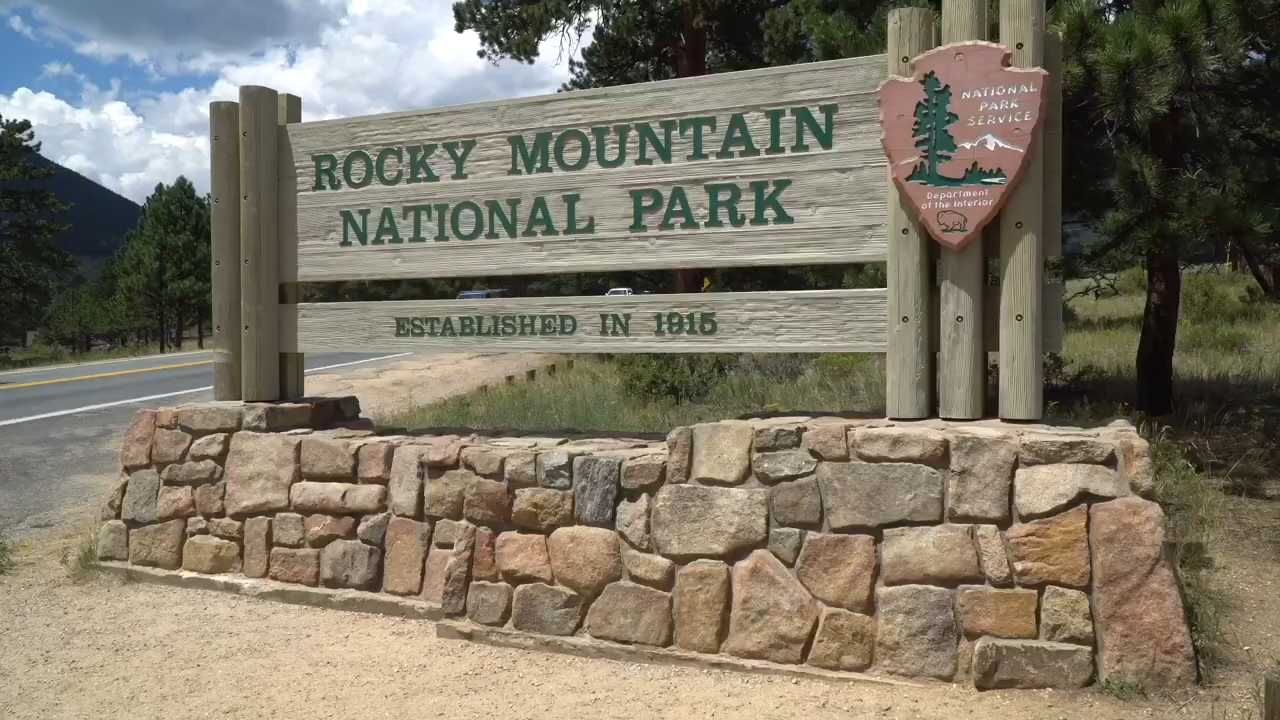 ROCKY MOUNTAIN
NATIONAL PARK
ESTABLISHED IN 1915
NATIONAL
PARK
SERVICE
Department
of the Interior